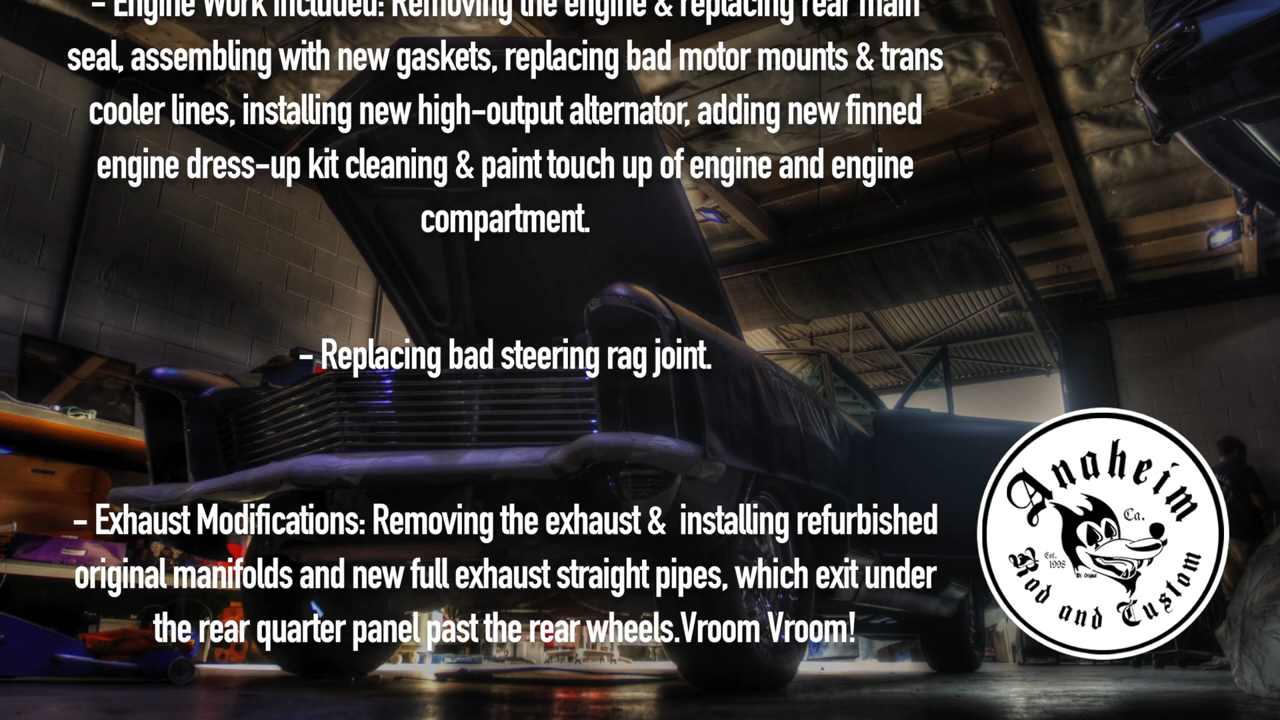 - Engine Work included: Removing the engine & replacing rear main
seal, assembling with new gaskets, replacing bad motor mounts & trans
cooler lines, installing new high-output alternator, adding new finned
engine dress-up kit cleaning & paint touch up of engine and engine
compartment.
- Replacing bad steering rag joint.
- Exhaust Modifications: Removing the exhaust &  installing refurbished
original manifolds and new full exhaust straight pipes, which exit under
the rear quarter panel past the rear wheels.Vroom Vroom!
Anaheim
Ca.
Est.
1998
Rod and Custom